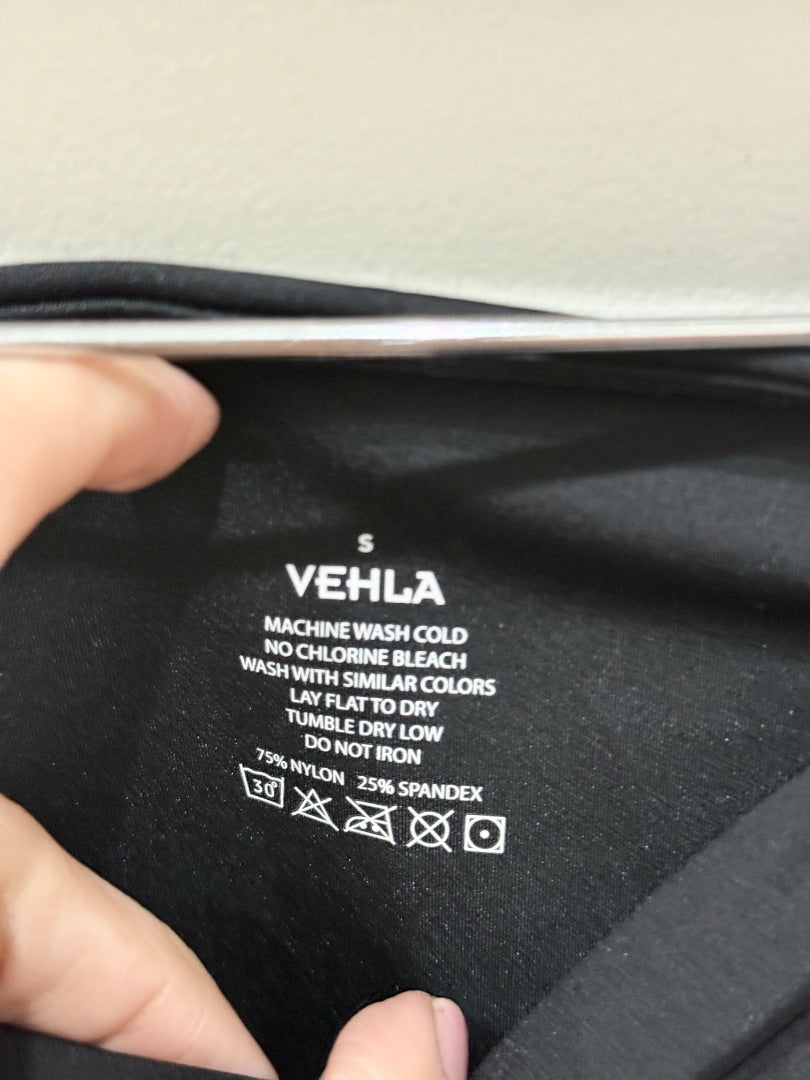 S
VEHLA
MACHINE WASH COLD
NO CHLORINE BLEACH
WASH WITH SIMILAR COLORS
LAY FLAT TO DRY
TUMBLE DRY LOW
DO NOT IRON
75% NYLON 25% SPANDEX
30°